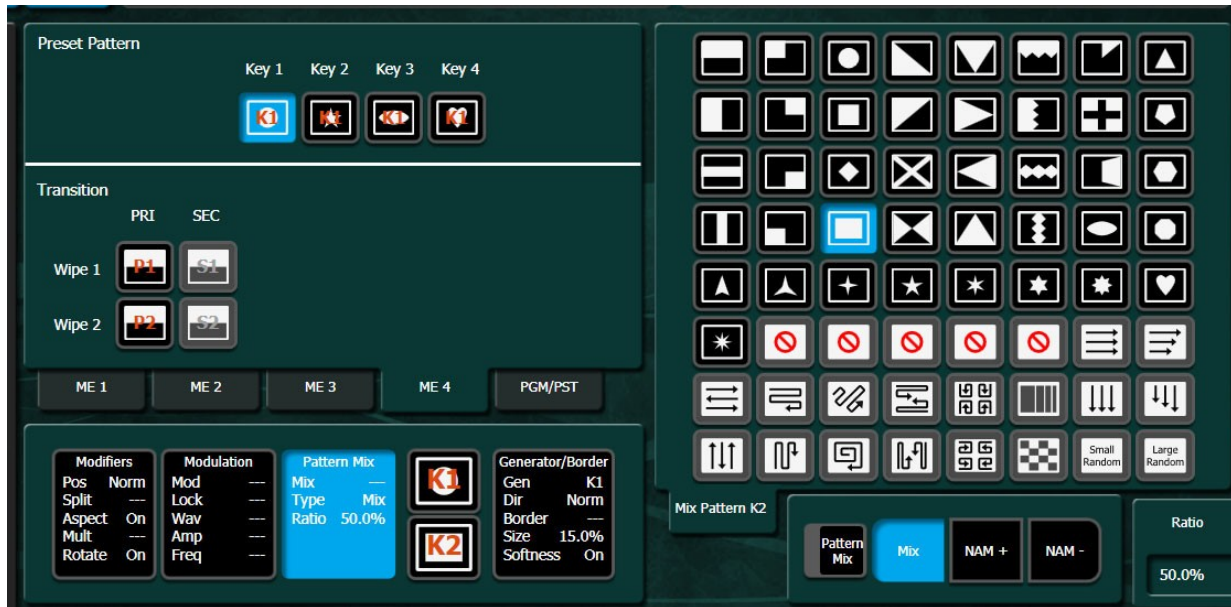 Preset Pattern
Key 1 Key 2 Key 3 Key 4
K1 K1 K1 K1
Transition
PRI SEC
Wipe 1 P1 S1
Wipe 2 P2 S2
ME 1 ME 2 ME 3 ME 4 PGM/PST
Modifiers
Pos Norm
Split ---
Aspect On
Mult ---
Rotate On
Modulation
Mod ---
Lock ---
Wav ---
Amp ---
Freq ---
Pattern Mix
Mix ---
Type Mix
Ratio 50.0%
K1
K2
Generator/Border
Gen K1
Dir Norm
Border ---
Size 15.0%
Softness On
Small
Random
Large
Random
Mix Pattern K2
Pattern
Mix
Mix
NAM +
NAM -
Ratio
50.0%